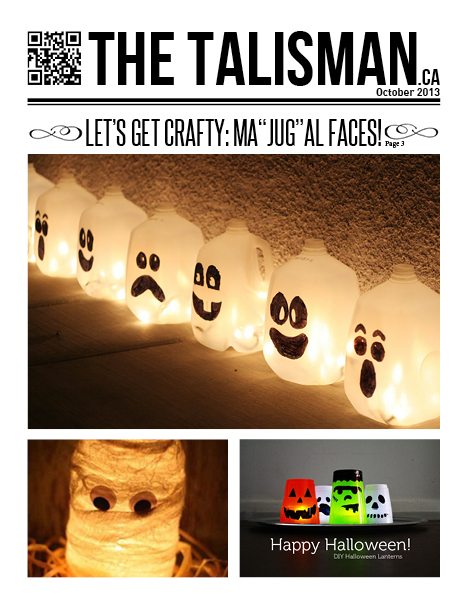 THE TALISMAN.CA
October 2013
LET'S GET CRAFTY: MA“JUG”AL FACES!
Page 3
Happy Halloween!
DIY Halloween Lanterns